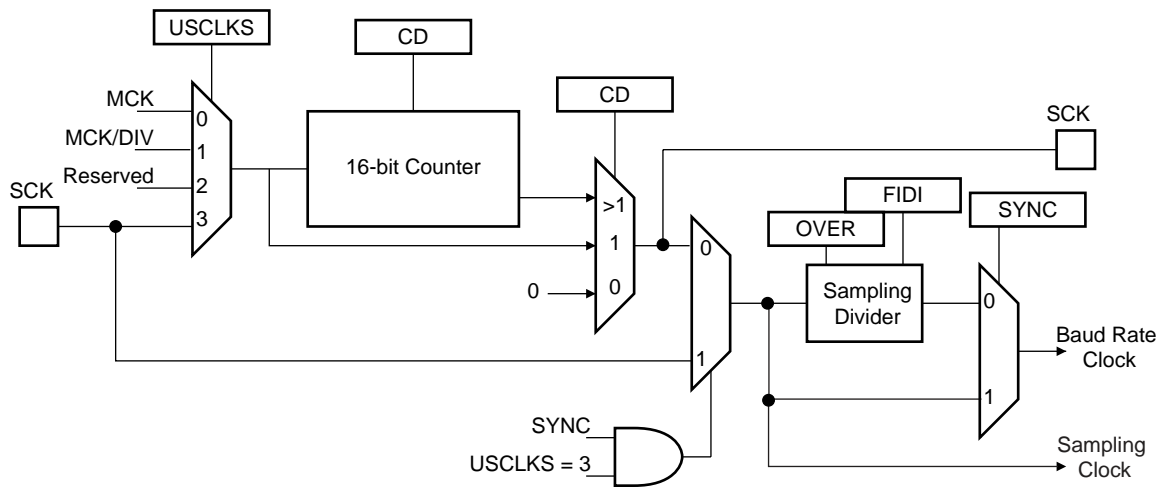 USCLKS
CD
CD
SCK
MCK
0
MCK/DIV
1
16-bit Counter
Reserved
2
SCK
3
>1
FIDI
SYNC
OVER
1
0
0
0
Sampling
Divider
0
Baud Rate
Clock
1
1
SYNC
USCLKS = 3
Sampling
Clock